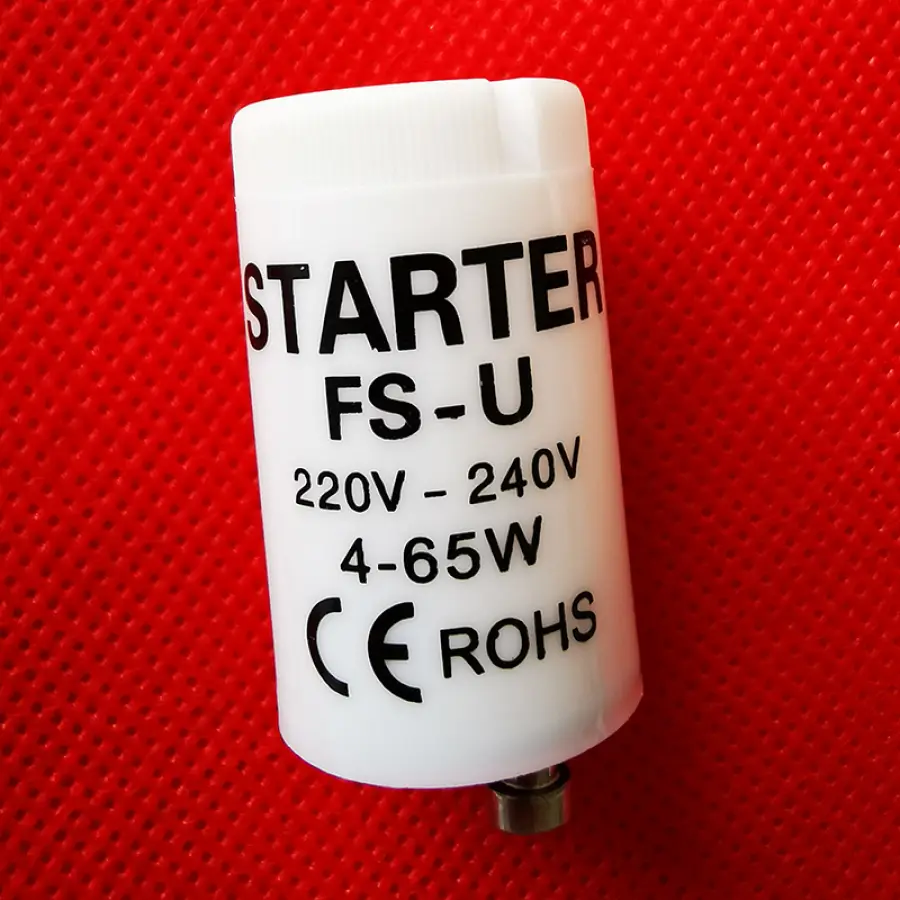 STARTER
FS-U
220V - 240V
4-65W
CE ROHS